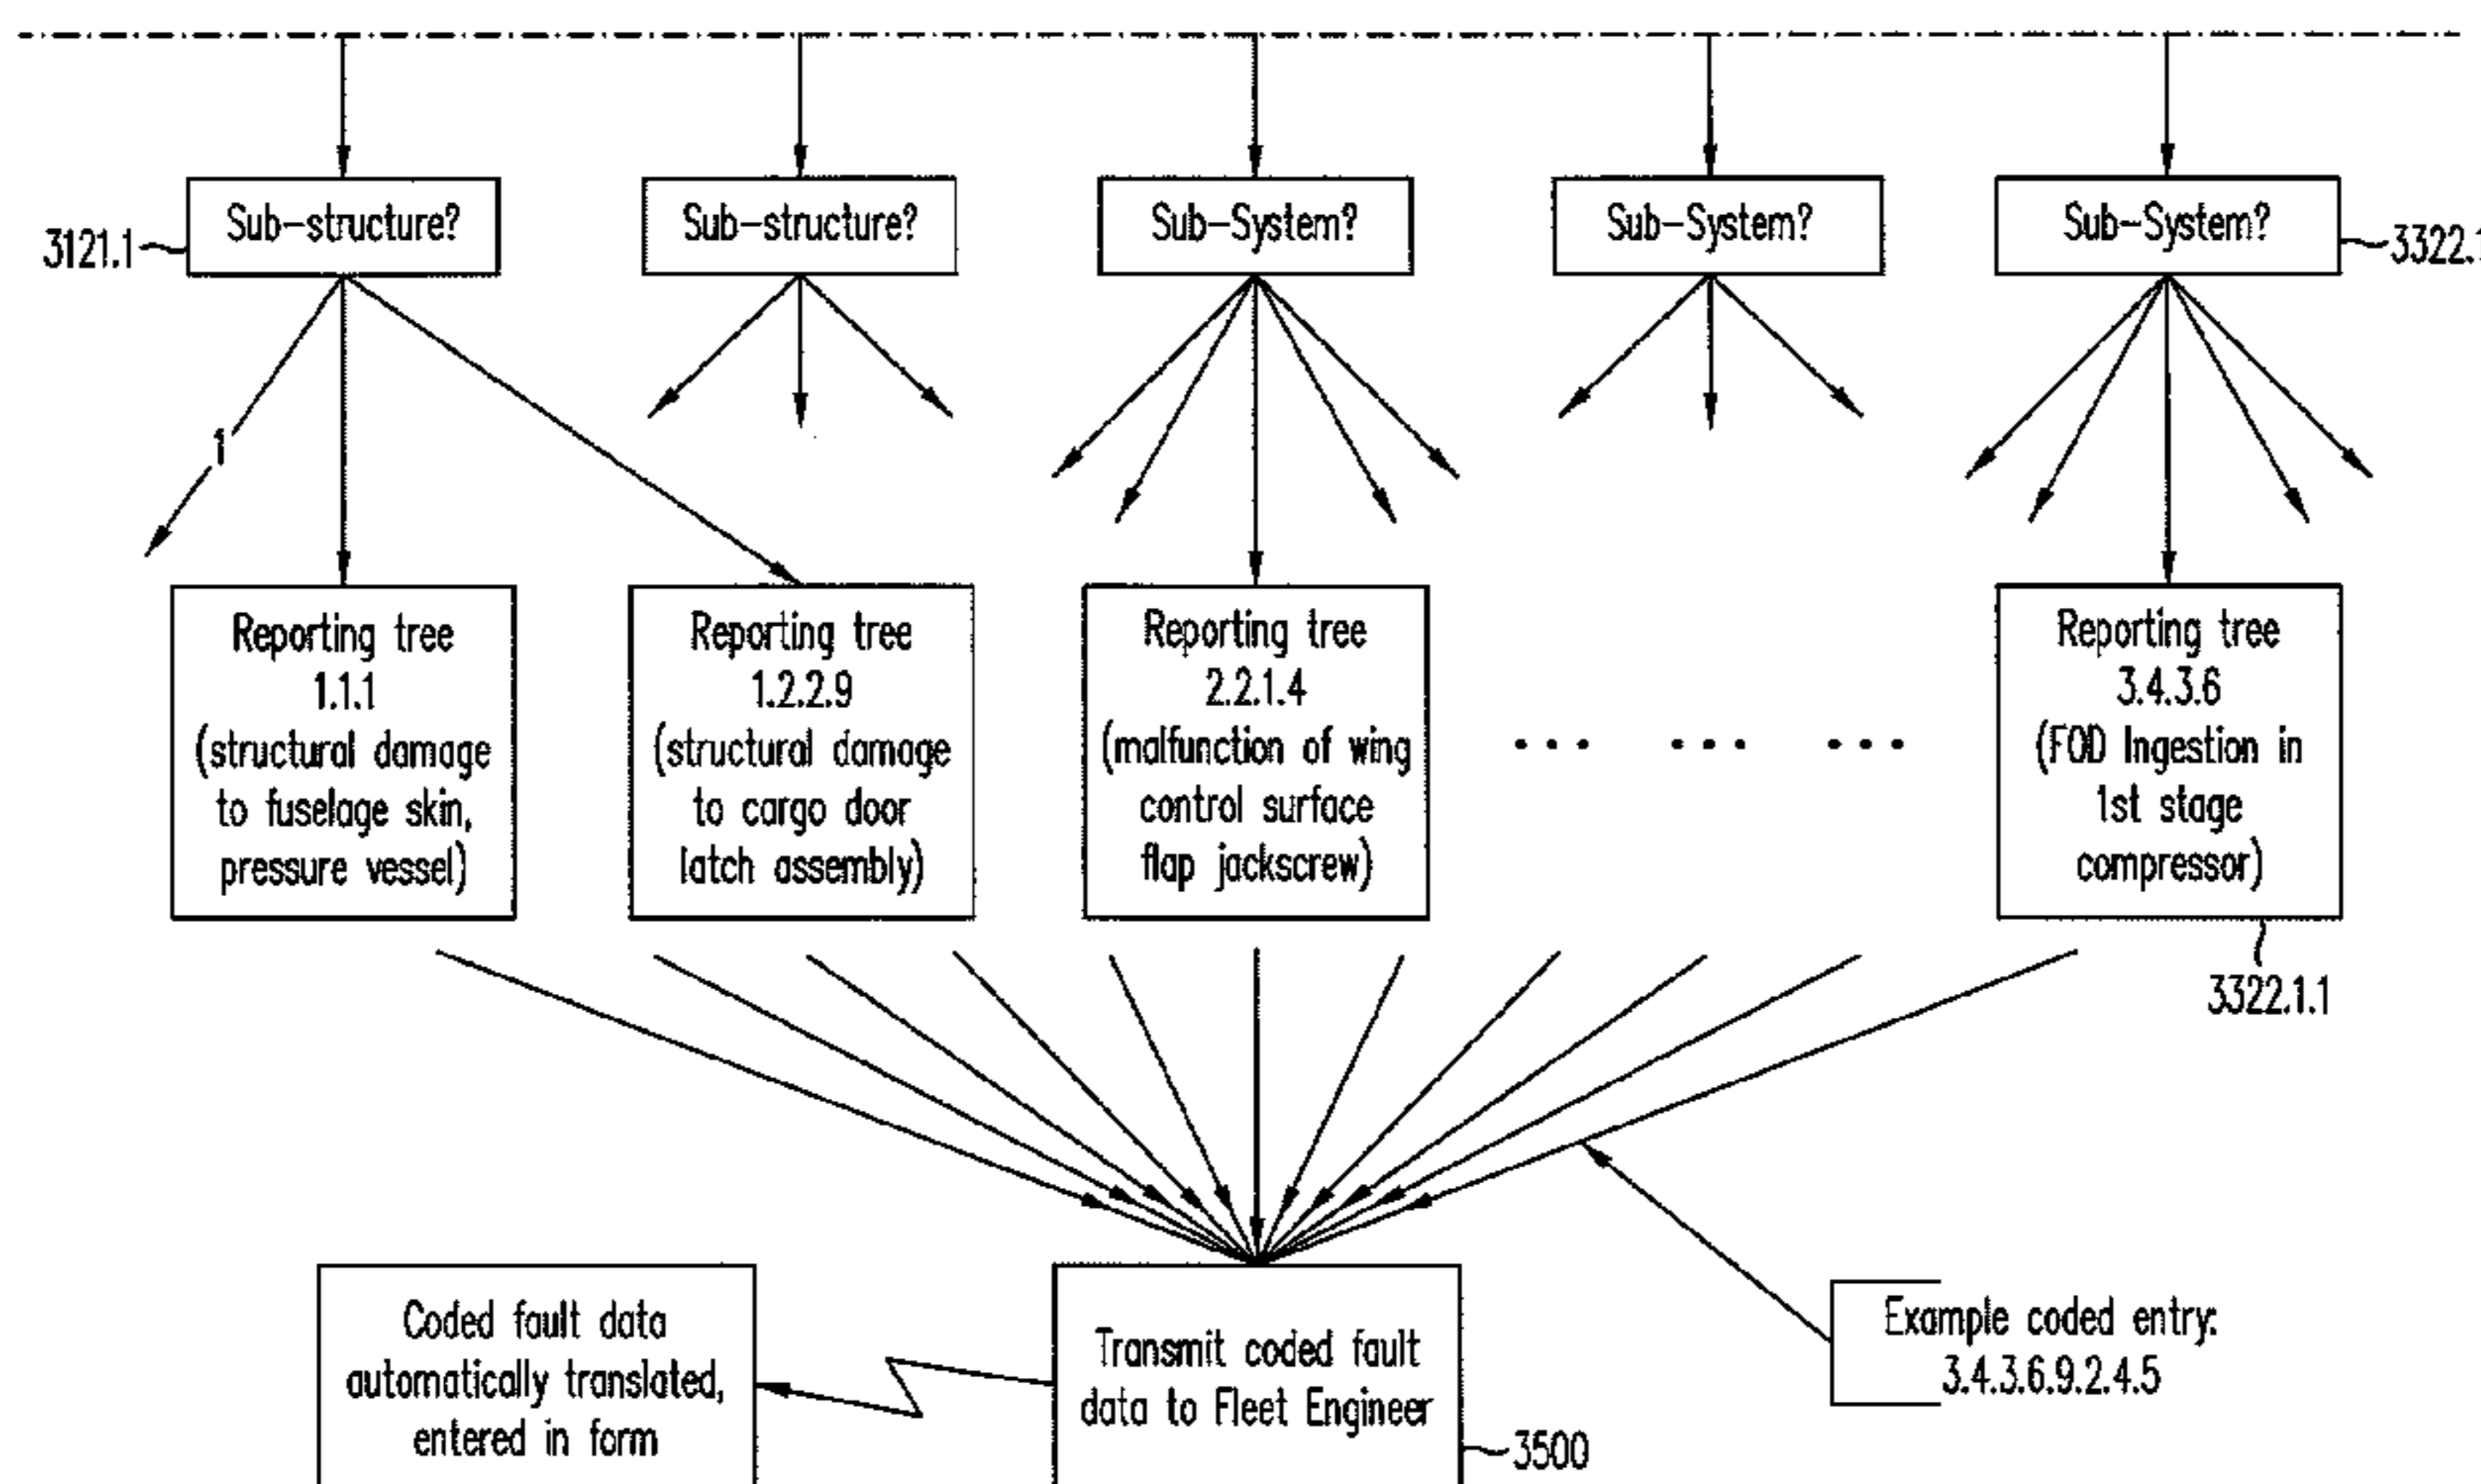 Sub-structure?
Sub-structure?
Sub-System?
Sub-System?
Sub-System?
3121.1
3322.1
1
Reporting tree
1.1.1
(structural damage
to fuselage skin,
pressure vessel)
Reporting tree
1.2.2.9
(structural damage
to cargo door
latch assembly)
Reporting tree
2.2.1.4
(malfunction of wing
control surface
flap jackscrew)
... ... ...
Reporting tree
3.4.3.6
(FOD Ingestion in
1st stage
compressor)
3322.1.1
Coded fault data
automatically translated,
entered in form
Transmit coded fault
data to Fleet Engineer
3500
Example coded entry:
3.4.3.6.9.2.4.5